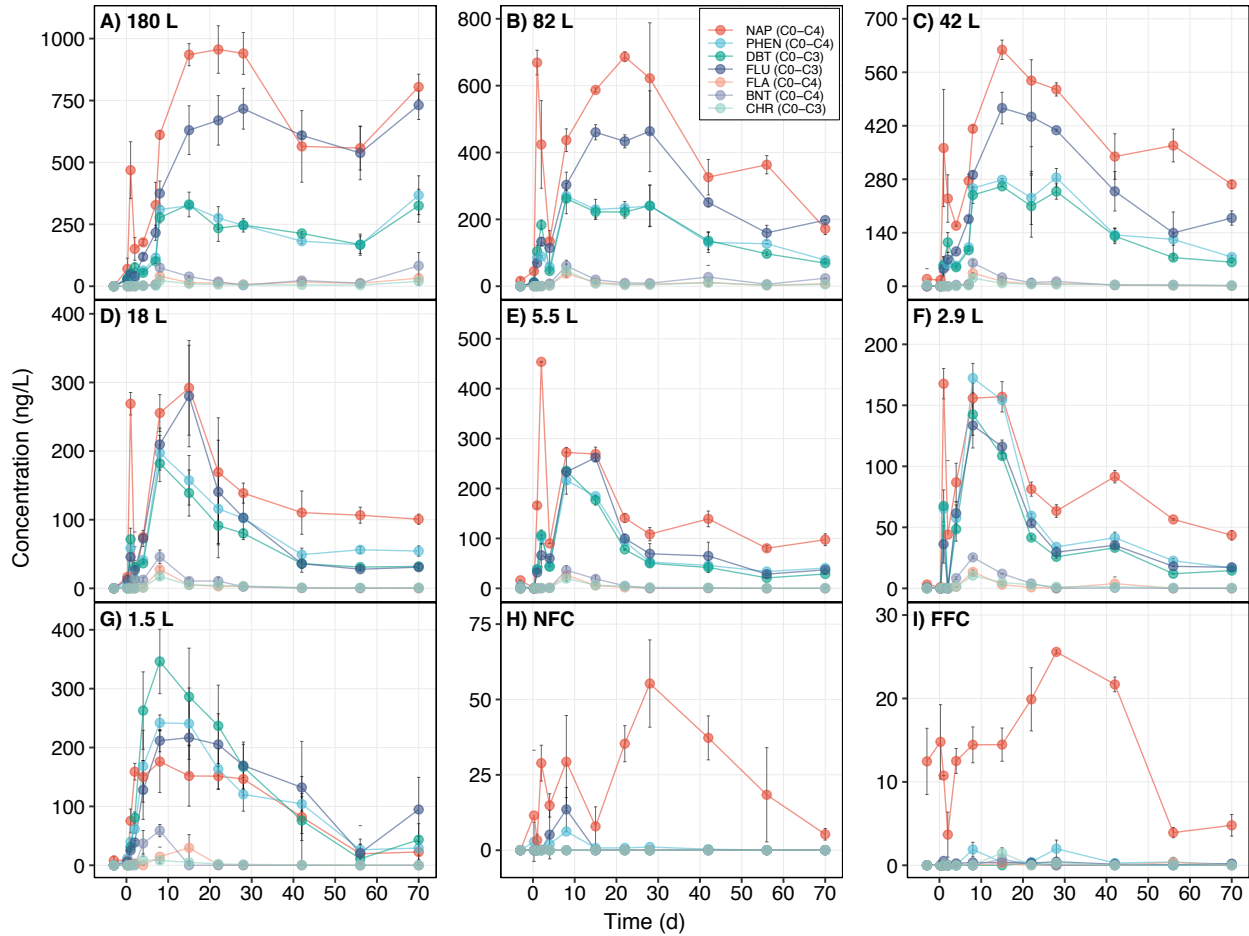 A) 180 L
1000
750
500
250
0
B) 82 L
800
600
400
200
0
NAP (C0−C4)
PHEN (C0−C4)
DBT (C0−C3)
FLU (C0−C3)
FLA (C0−C4)
BNT (C0−C4)
CHR (C0−C3)
C) 42 L
700
560
420
280
140
0
D) 18 L
400
300
200
100
0
E) 5.5 L
500
400
300
200
100
0
F) 2.9 L
200
150
100
50
0
Concentration (ng/L)
G) 1.5 L
400
300
200
100
0
0 10 20 30 40 50 60 70
H) NFC
75
50
25
0
0 10 20 30 40 50 60 70
I) FFC
30
20
10
0
0 10 20 30 40 50 60 70
Time (d)